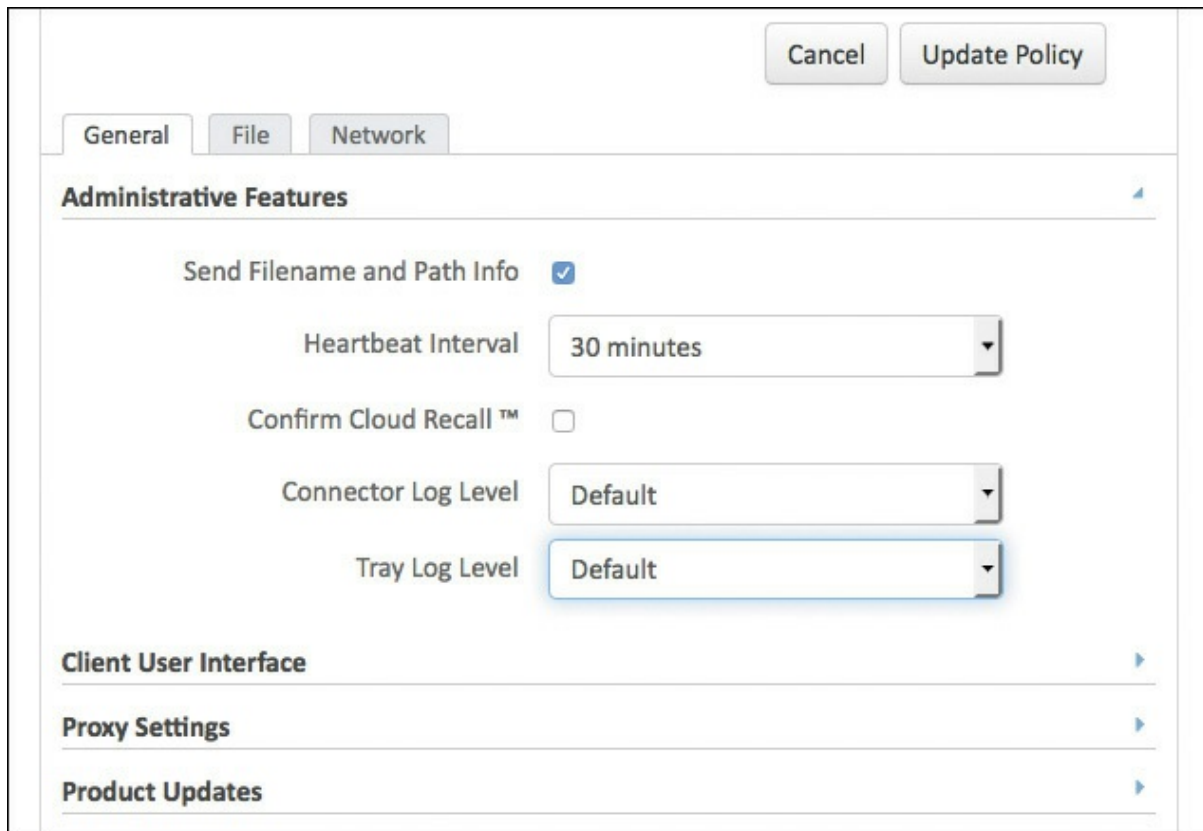 Cancel
Update Policy
General
File
Network
Administrative Features
Send Filename and Path Info
Heartbeat Interval
30 minutes
Confirm Cloud Recall ™
Connector Log Level
Default
Tray Log Level
Default
Client User Interface
Proxy Settings
Product Updates